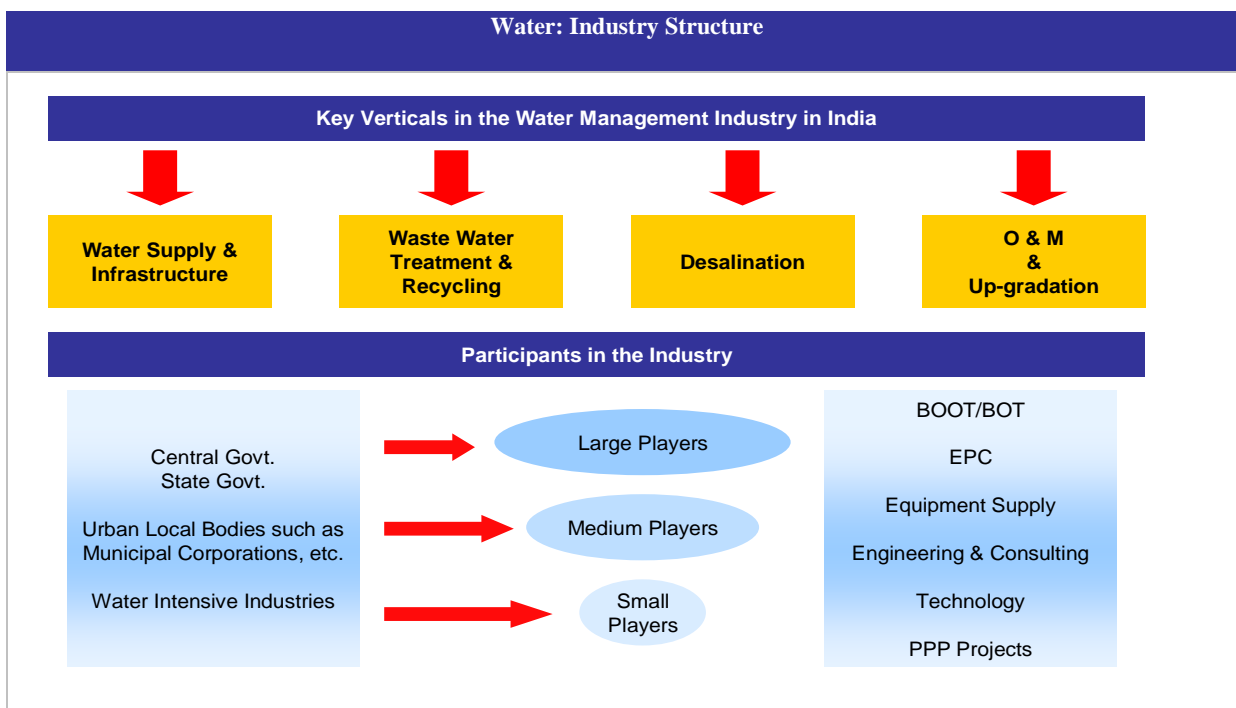 Water: Industry Structure
Key Verticals in the Water Management Industry in India
Water Supply &
Infrastructure
Waste Water
Treatment &
Recycling
Desalination
O & M
&
Up-gradation
Participants in the Industry
Central Govt.
State Govt.
Urban Local Bodies such as
Municipal Corporations, etc.
Water Intensive Industries
Large Players
Medium Players
Small
Players
BOOT/BOT
EPC
Equipment Supply
Engineering & Consulting
Technology
PPP Projects